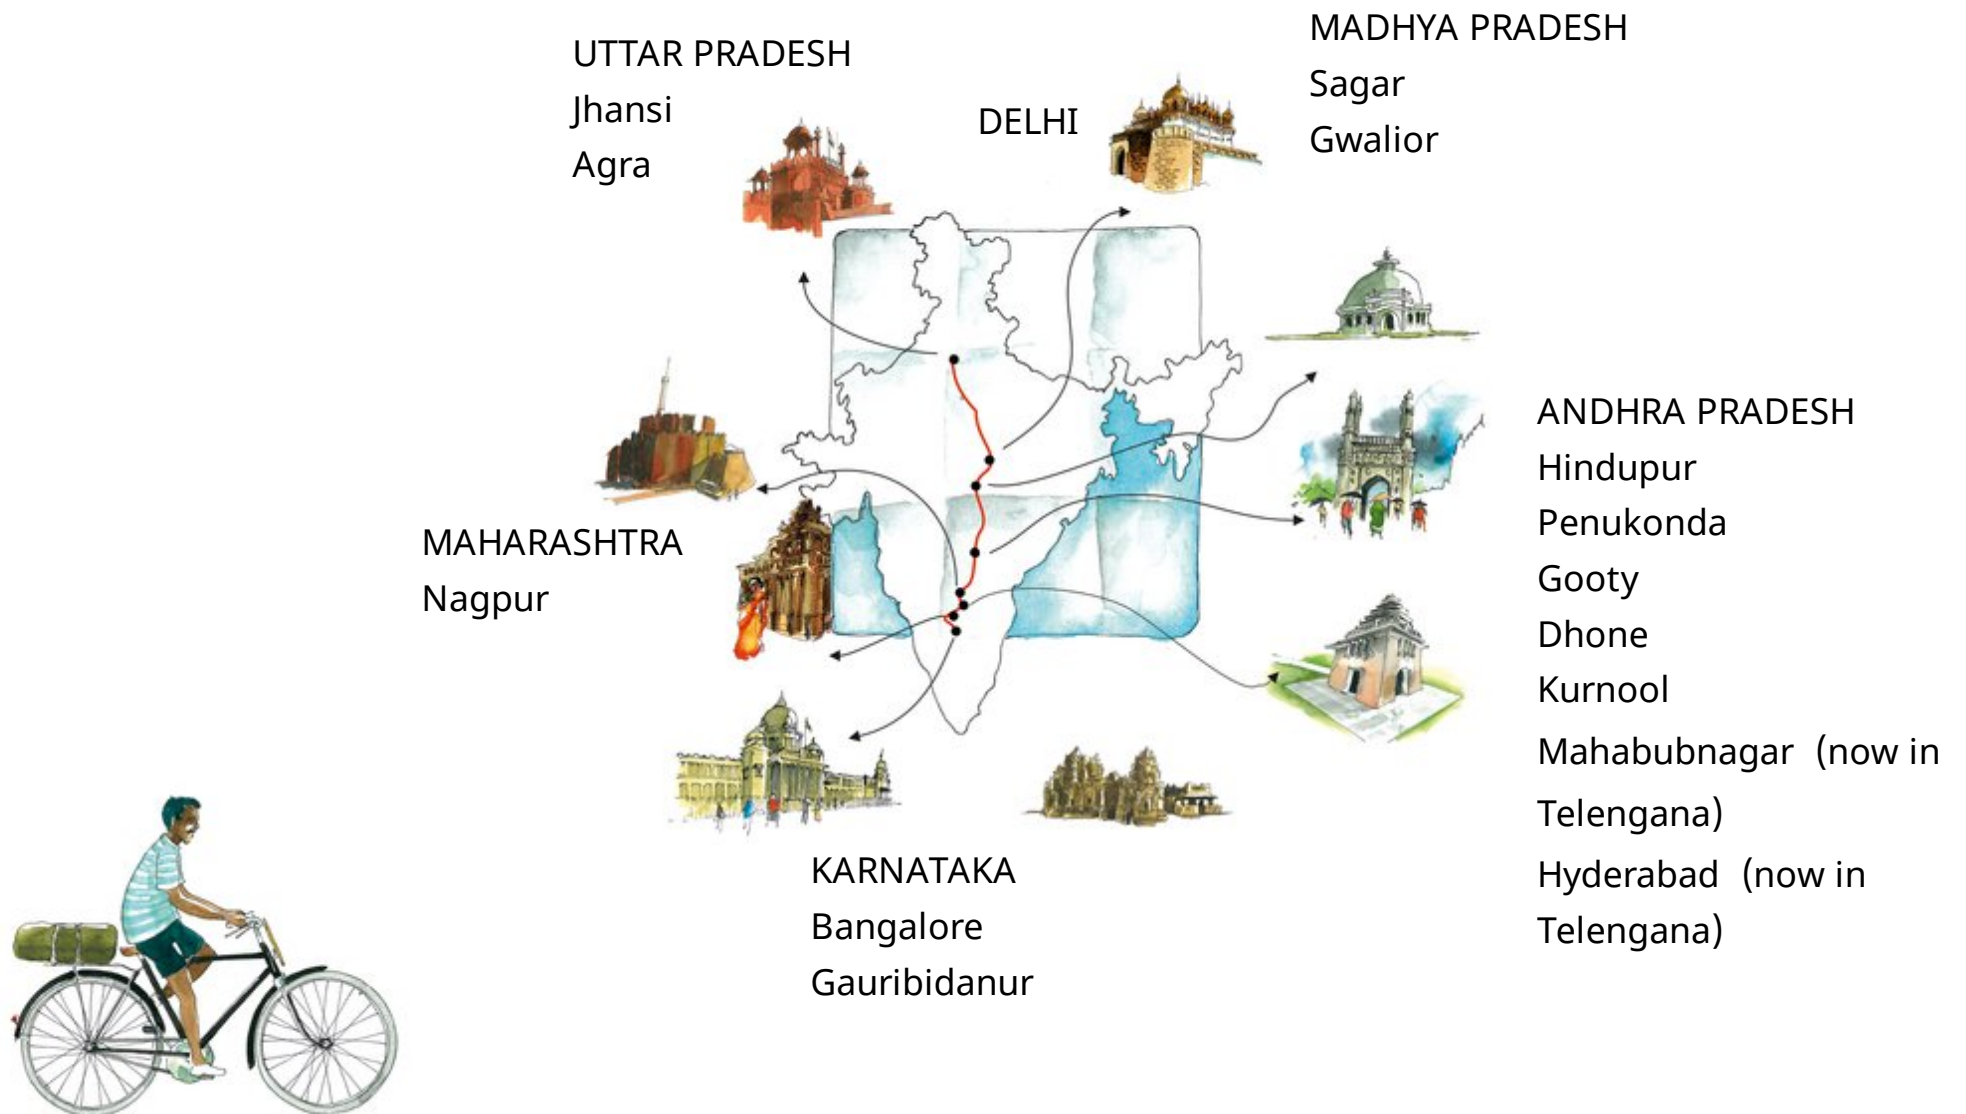 UTTAR PRADESH
Jhansi
Agra
DELHI
MADHYA PRADESH
Sagar
Gwalior
MAHARASHTRA
Nagpur
ANDHRA PRADESH
Hindupur
Penukonda
Gooty
Dhone
Kurnool
Mahabubnagar (now in
Telengana)
Hyderabad (now in
Telengana)
KARNATAKA
Bangalore
Gauribidanur